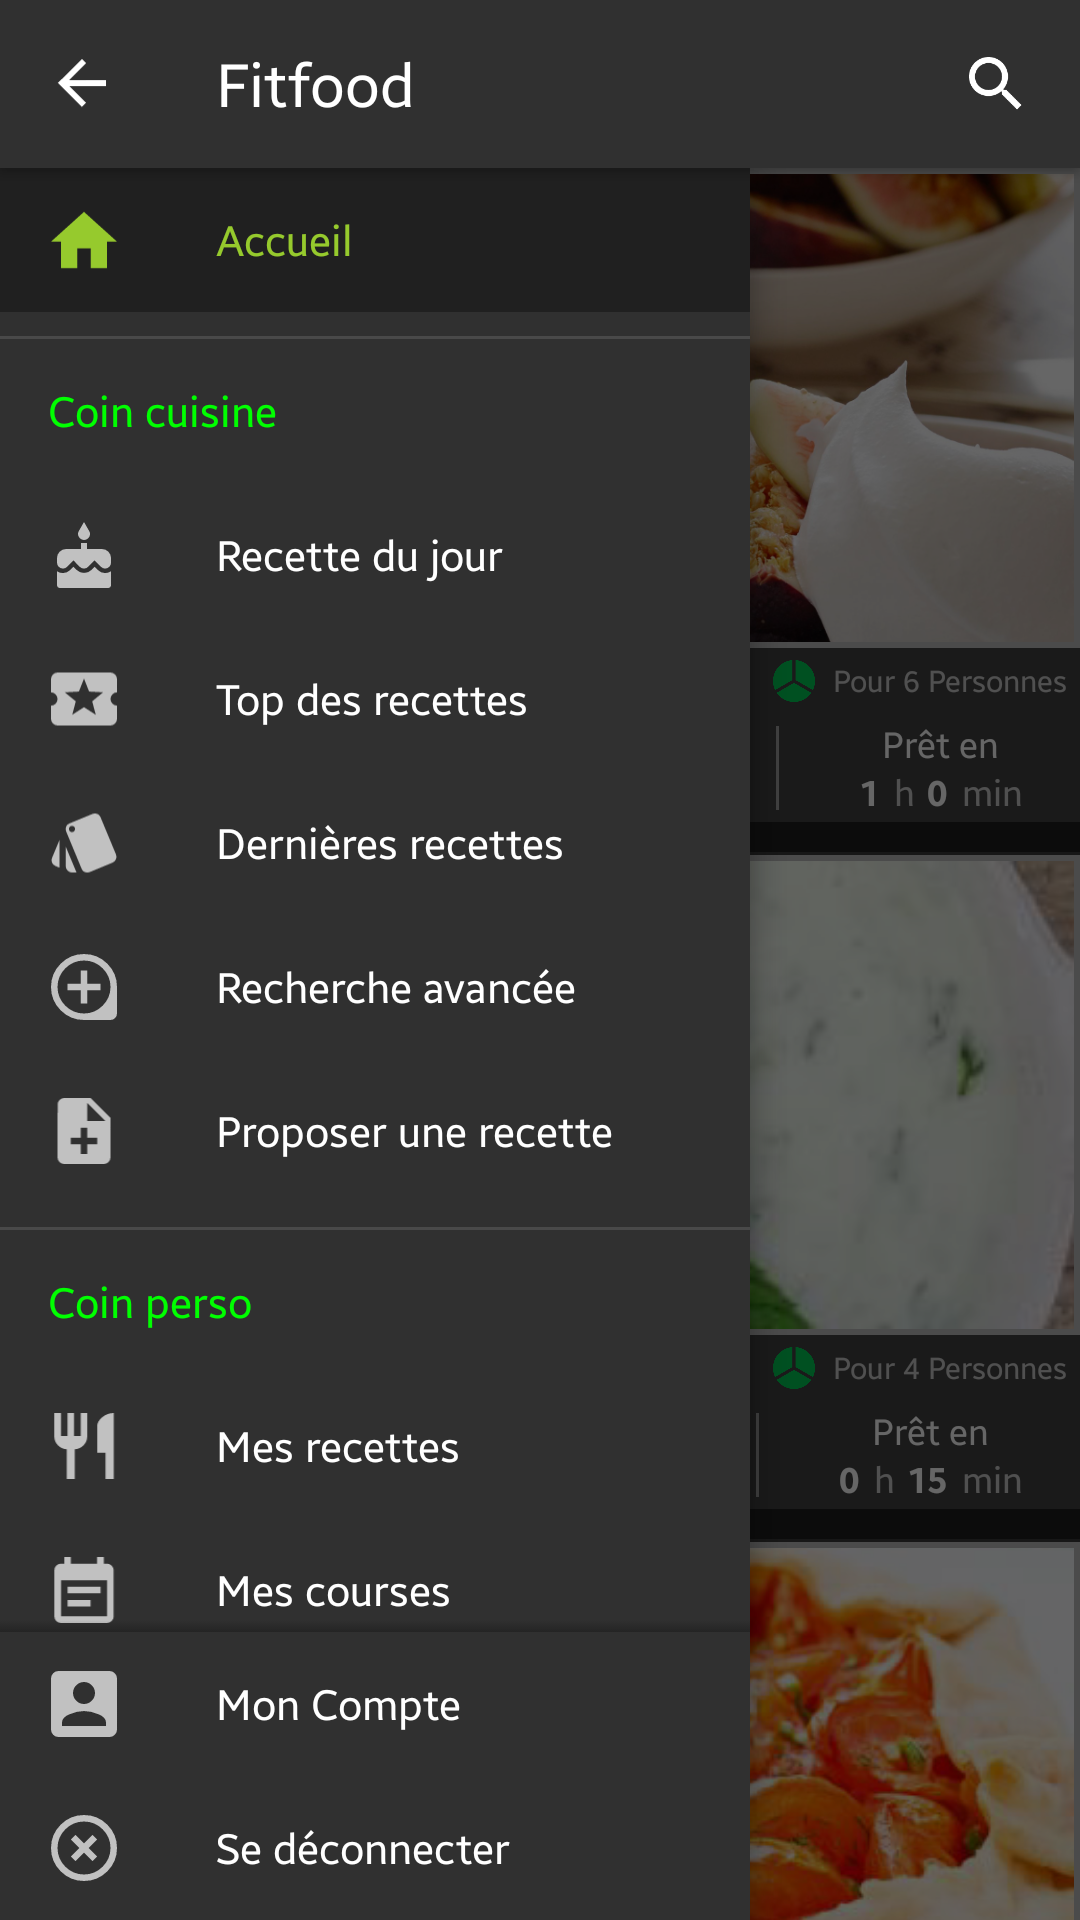 Fitfood
Accueil
Coin cuisine
Recette du jour
Top des recettes
Pour 6 Personnes
Prêt en
1 h 0 min
Dernières recettes
Recherche avancée
Proposer une recette
Coin perso
Pour 4 Personnes
Prêt en
0 h 15 min
Mes recettes
Mes courses
Mon Compte
Se déconnecter